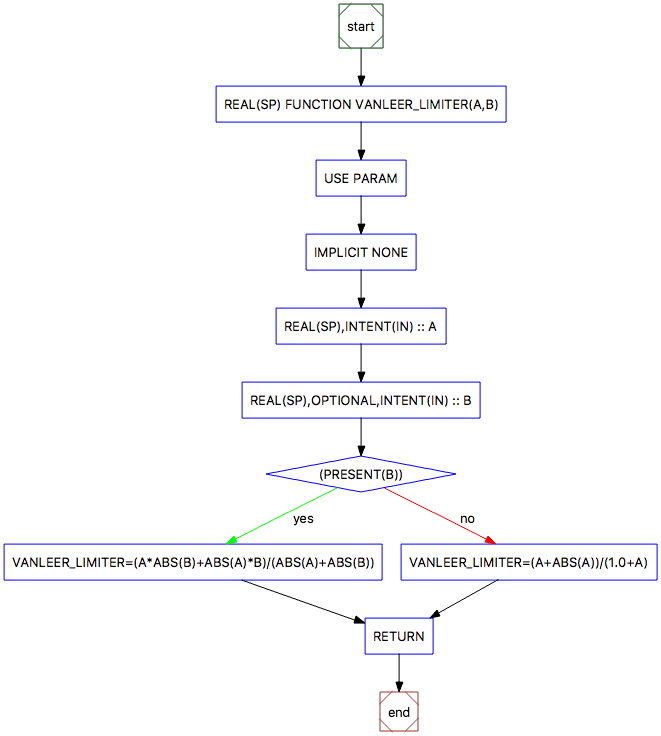 start
REAL(SP) FUNCTION VANLEER_LIMITER(A,B)
USE PARAM
IMPLICIT NONE
REAL(SP),INTENT(IN) :: A
REAL(SP),OPTIONAL,INTENT(IN) :: B
(PRESENT(B))
yes
no
VANLEER_LIMITER=(A*ABS(B)+ABS(A)*B)/(ABS(A)+ABS(B))
VANLEER_LIMITER=(A+ABS(A))/(1.0+A)
RETURN
end